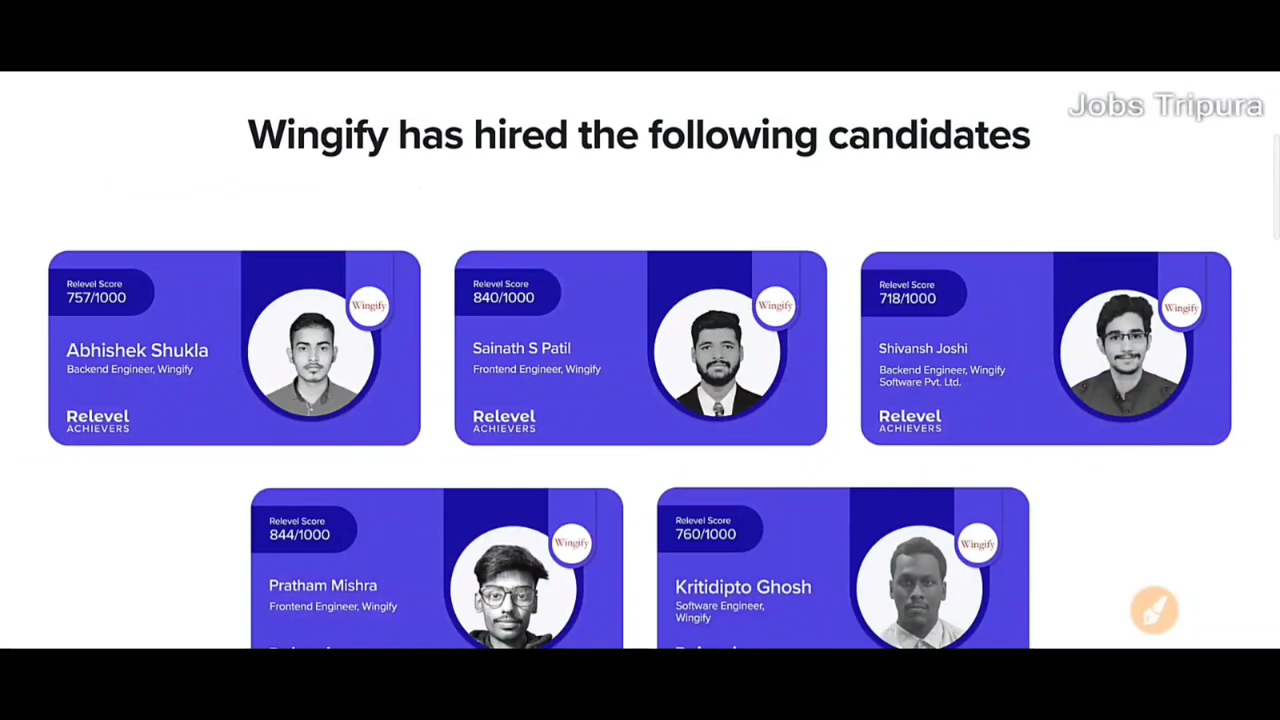 Jobs Tripura
Wingify has hired the following candidates
Relevel Score
757/1000
Wingify
Abhishek Shukla
Backend Engineer, Wingify
Relevel
ACHIEVERS
Relevel Score
840/1000
Wingify
Sainath S Patil
Frontend Engineer, Wingify
Relevel
ACHIEVERS
Relevel Score
718/1000
Wingify
Shivansh Joshi
Backend Engineer, Wingify
Software Pvt. Ltd.
Relevel
ACHIEVERS
Relevel Score
844/1000
Wingify
Pratham Mishra
Frontend Engineer, Wingify
Relevel Score
760/1000
Wingify
Kritidipto Ghosh
Software Engineer,
Wingify